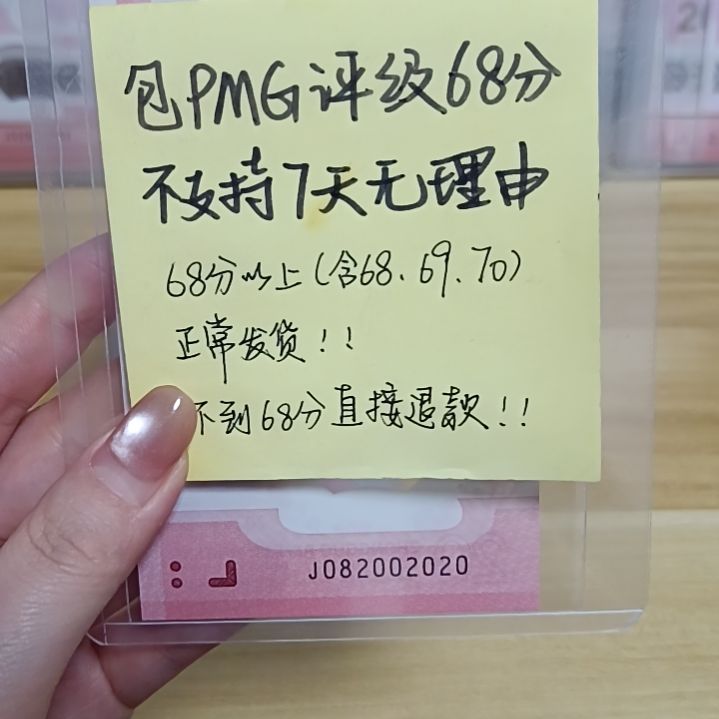 包PMG评级68分
不支持7天无理由
68分以上(含68、69、70)
正常发货!!
不到68分直接退款!!
J082002020